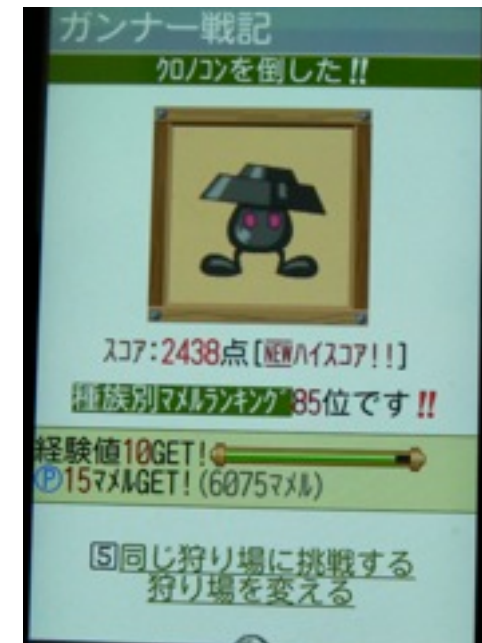 ガンナー戦記
クロノコンを倒した!!
スコア:2438点[NEWハイスコア!!]
種族別マメルランキング85位です!!
経験値10GET!
Ⓟ15マメルGET!(6075マメル)
5同じ狩り場に挑戦する
狩り場を変える